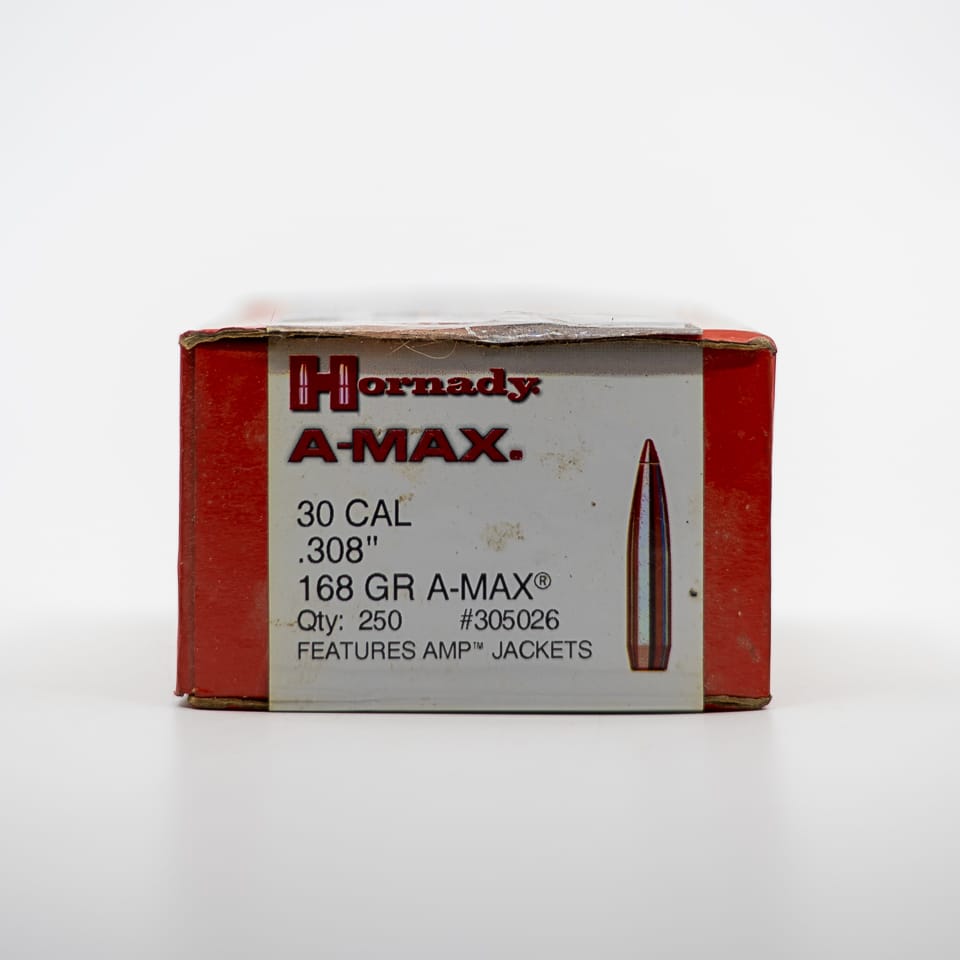 Hornady
A-MAX.
30 CAL
.308"
168 GR A-MAX®
Qty: 250 #305026
FEATURES AMP™ JACKETS